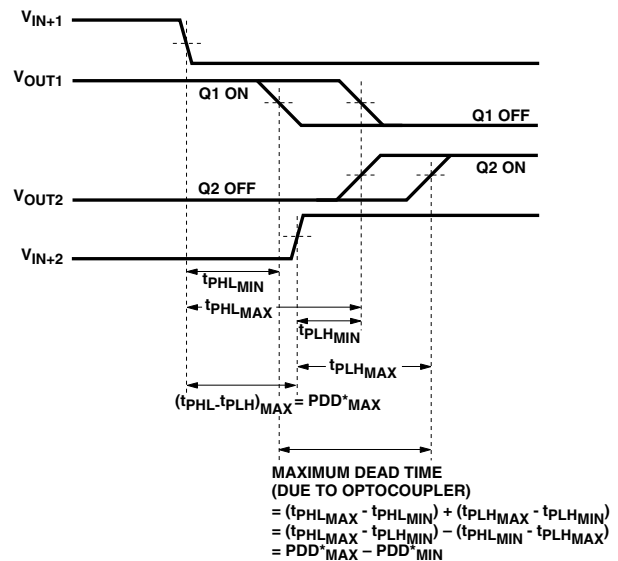 VIN+1
VOUT1
Q1 ON
Q1 OFF
Q2 OFF
Q2 ON
VOUT2
VIN+2
tPHLMIN
tPHLMAX
tPLHMIN
tPLHMAX
(tPHL-tPLH)MAX = PDD*MAX
MAXIMUM DEAD TIME
(DUE TO OPTOCOUPLER)
= (tPHLMAX - tPHLMIN) + (tPLHMAX - tPLHMIN)
= (tPHLMAX - tPLHMIN) – (tPHLMIN - tPLHMAX)
= PDD*MAX – PDD*MIN